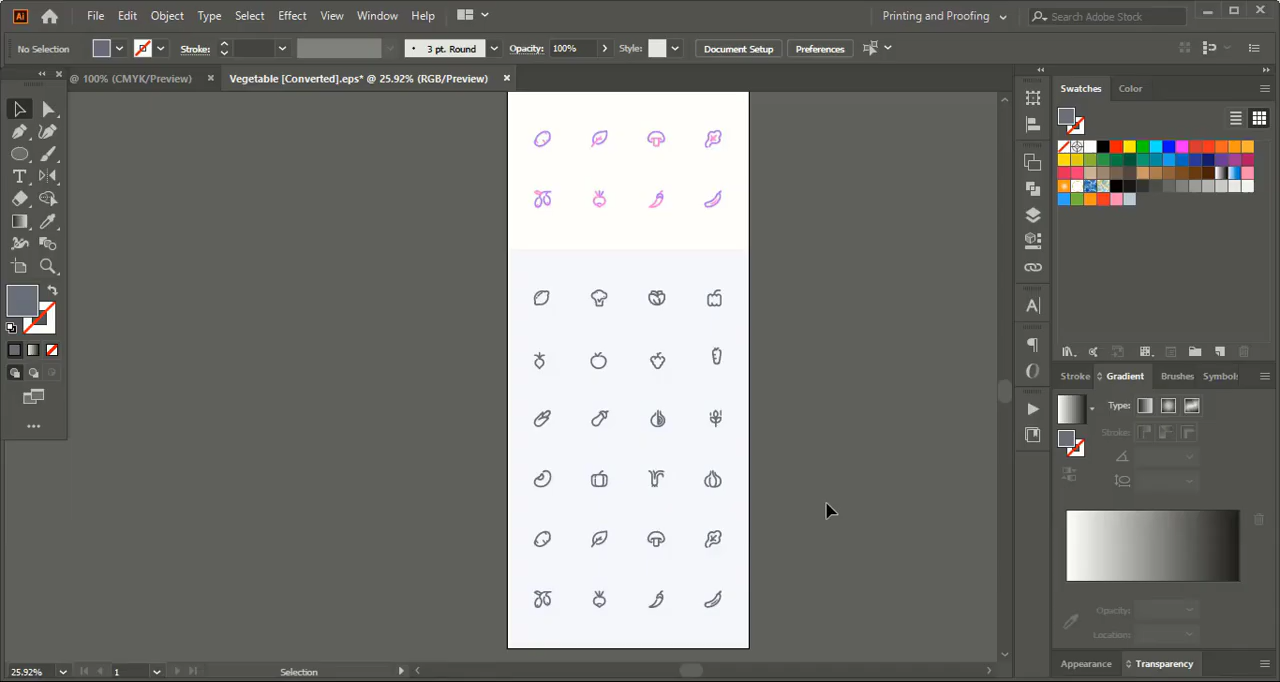 Ai File Edit Object Type Select Effect View Window Help Printing and Proofing Search Adobe Stock
No Selection Stroke: 3 pt. Round Opacity: 100% Style: Document Setup Preferences
@ 100% (CMYK/Preview) Vegetable [Converted].eps* @ 25.92% (RGB/Preview)
Swatches Color
Stroke Gradient Brushes Symbols
Type:
Stroke:
Opacity:
Location:
25.92% 1 Selection
Appearance Transparency